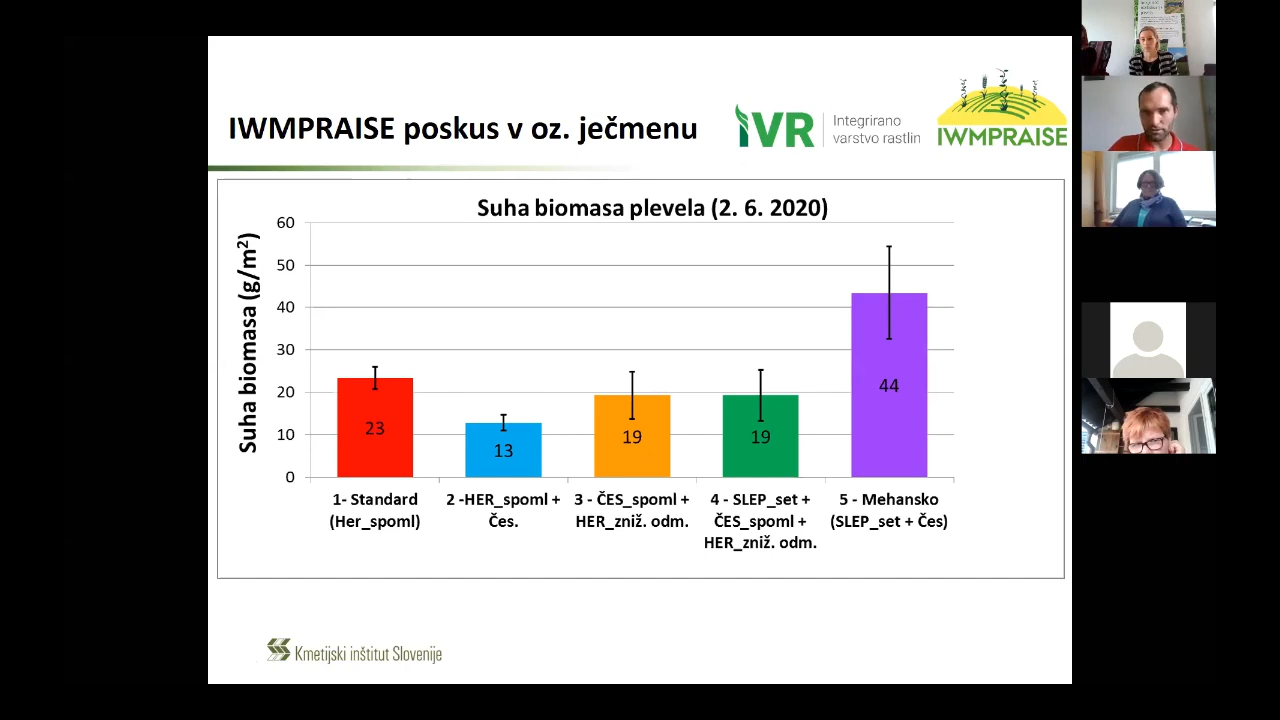 IWMPRAISE poskus v oz. ječmenu
iVR
Integrirano
varstvo rastlin
IWMPRAISE
Suha biomasa plevela (2. 6. 2020)
Suha biomasa (g/m²)
60
50
40
30
20
10
0
23
13
19
19
44
1- Standard
(Her_spoml)
2 -HER_spoml +
Čes.
3 - ČES_spoml +
HER_zniž. odm.
4 - SLEP_set +
ČES_spoml +
HER_zniž. odm.
5 - Mehansko
(SLEP_set + Čes)
Kmetijski inštitut Slovenije